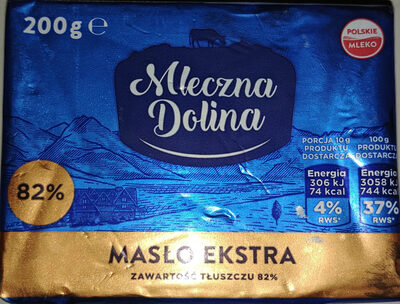 200g ℮
POLSKIE
MLEKO
Mleczna
Dolina
PORCJA 10g
PRODUKTU
DOSTARCZA:
100g
PRODUKTU
DOSTARCZA:
Energia
306 kJ
74 kcal
4%
RWS*
Energia
3058 kJ
744 kcal
37%
RWS*
82%
MASŁO EKSTRA
ZAWARTOŚĆ TŁUSZCZU 82%